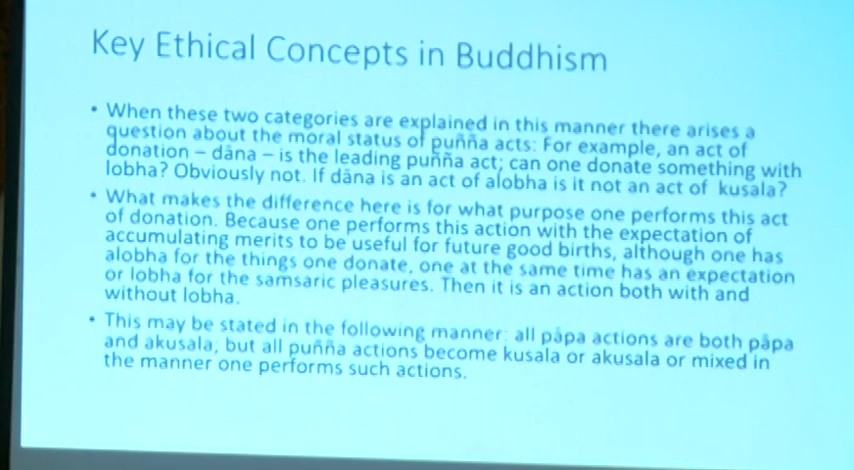 Key Ethical Concepts in Buddhism
• When these two categories are explained in this manner there arises a
question about the moral status of puñña acts: For example, an act of
donation – dāna – is the leading puñña act; can one donate something with
lobha? Obviously not. If dāna is an act of alobha is it not an act of kusala?
• What makes the difference here is for what purpose one performs this act
of donation. Because one performs this action with the expectation of
accumulating merits to be useful for future good births, although one has
alobha for the things one donate, one at the same time has an expectation
or lobha for the samsaric pleasures. Then it is an action both with and
without lobha.
• This may be stated in the following manner: all pāpa actions are both pāpa
and akusala; but all puñña actions become kusala or akusala or mixed in
the manner one performs such actions.